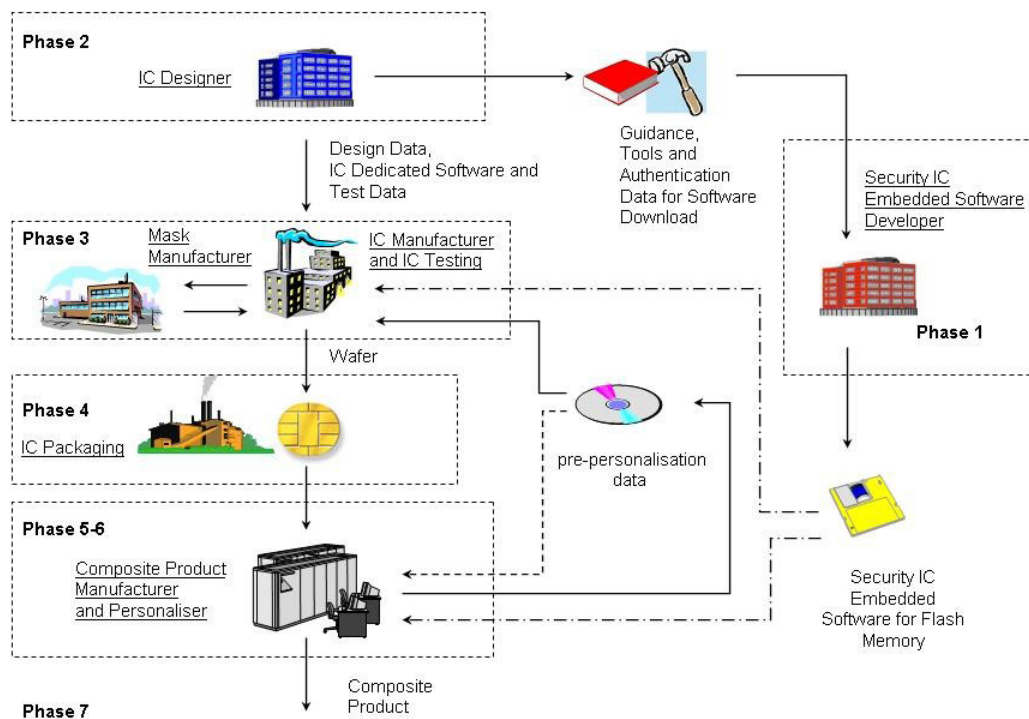 Phase 2
IC Designer
Guidance,
Tools and
Authentication
Data for Software
Download
Design Data,
IC Dedicated Software and
Test Data
Security IC
Embedded Software
Developer
Phase 1
Phase 3
Mask
Manufacturer
IC Manufacturer
and IC Testing
Wafer
Phase 4
IC Packaging
pre-personalisation
data
Phase 5-6
Composite Product
Manufacturer
and Personaliser
Security IC
Embedded
Software for Flash
Memory
Composite
Product
Phase 7